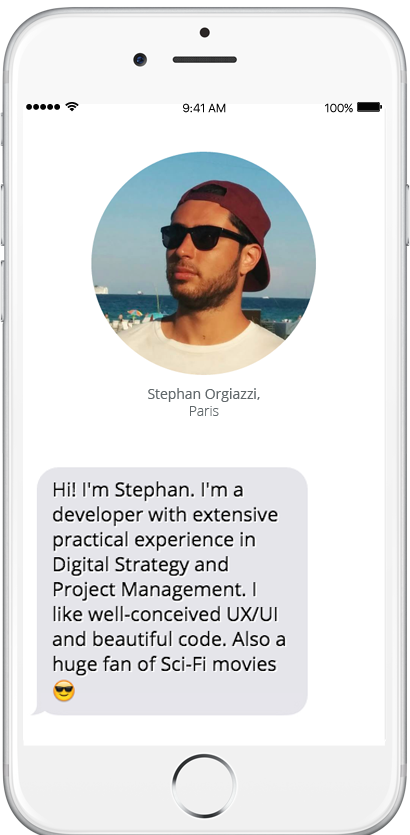 9:41 AM 100%
Stephan Orgiazzi,
Paris
Hi! I'm Stephan. I'm a
developer with extensive
practical experience in
Digital Strategy and
Project Management. I
like well-conceived UX/UI
and beautiful code. Also a
huge fan of Sci-Fi movies
😎